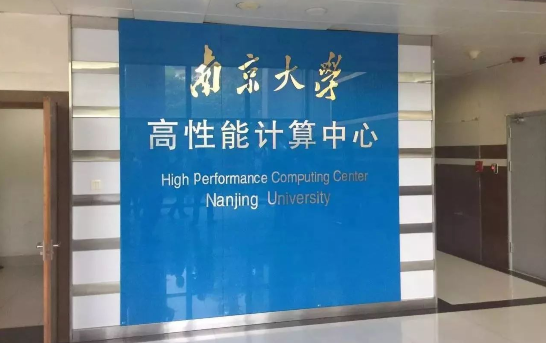 南京大学
高性能计算中心
High Performance Computing Center
Nanjing University